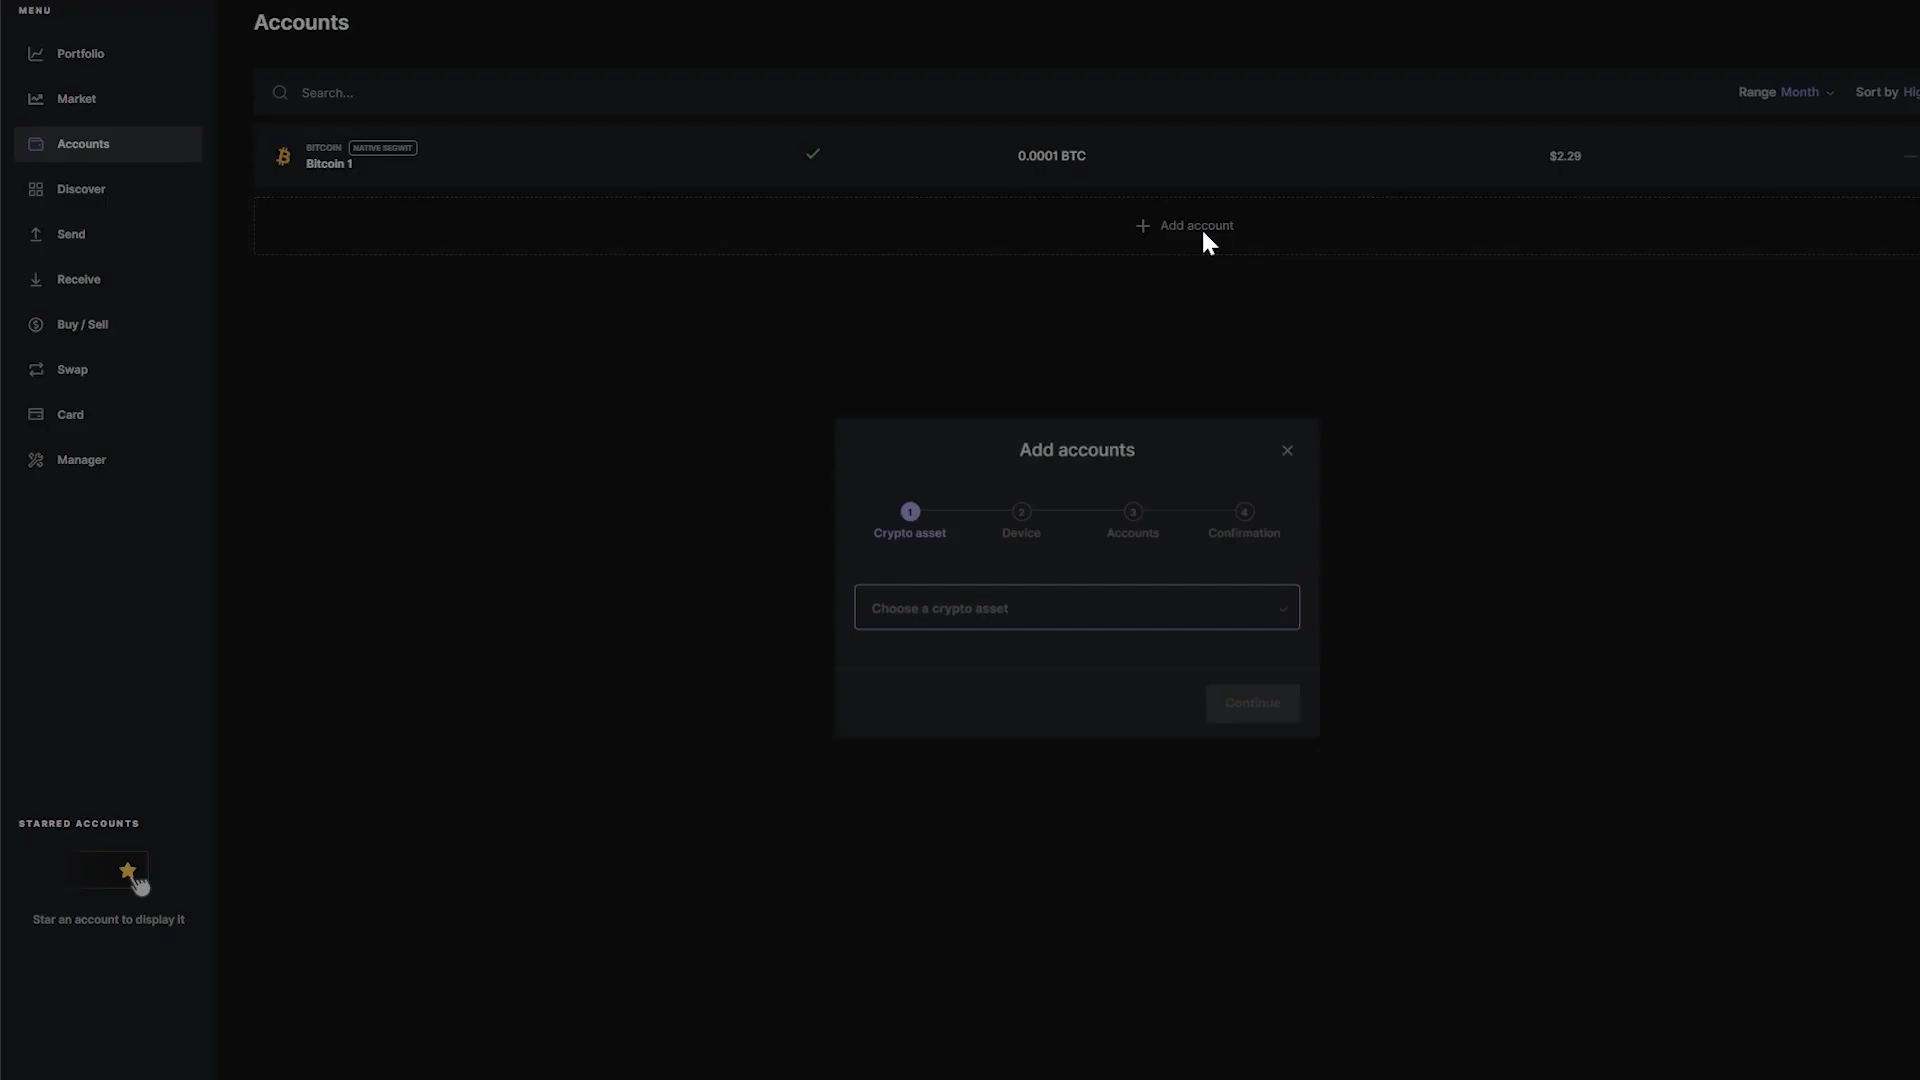 MENU
Portfolio
Market
Accounts
Discover
Send
Receive
Buy / Sell
Swap
Card
Manager
STARRED ACCOUNTS
Star an account to display it
Accounts
Search...
Range Month
Sort by
BITCOIN NATIVE SEGWIT
Bitcoin 1
0.0001 BTC
$2.29
Add account
Add accounts
1
2
3
4
Crypto asset
Device
Accounts
Confirmation
Choose a crypto asset
Continue